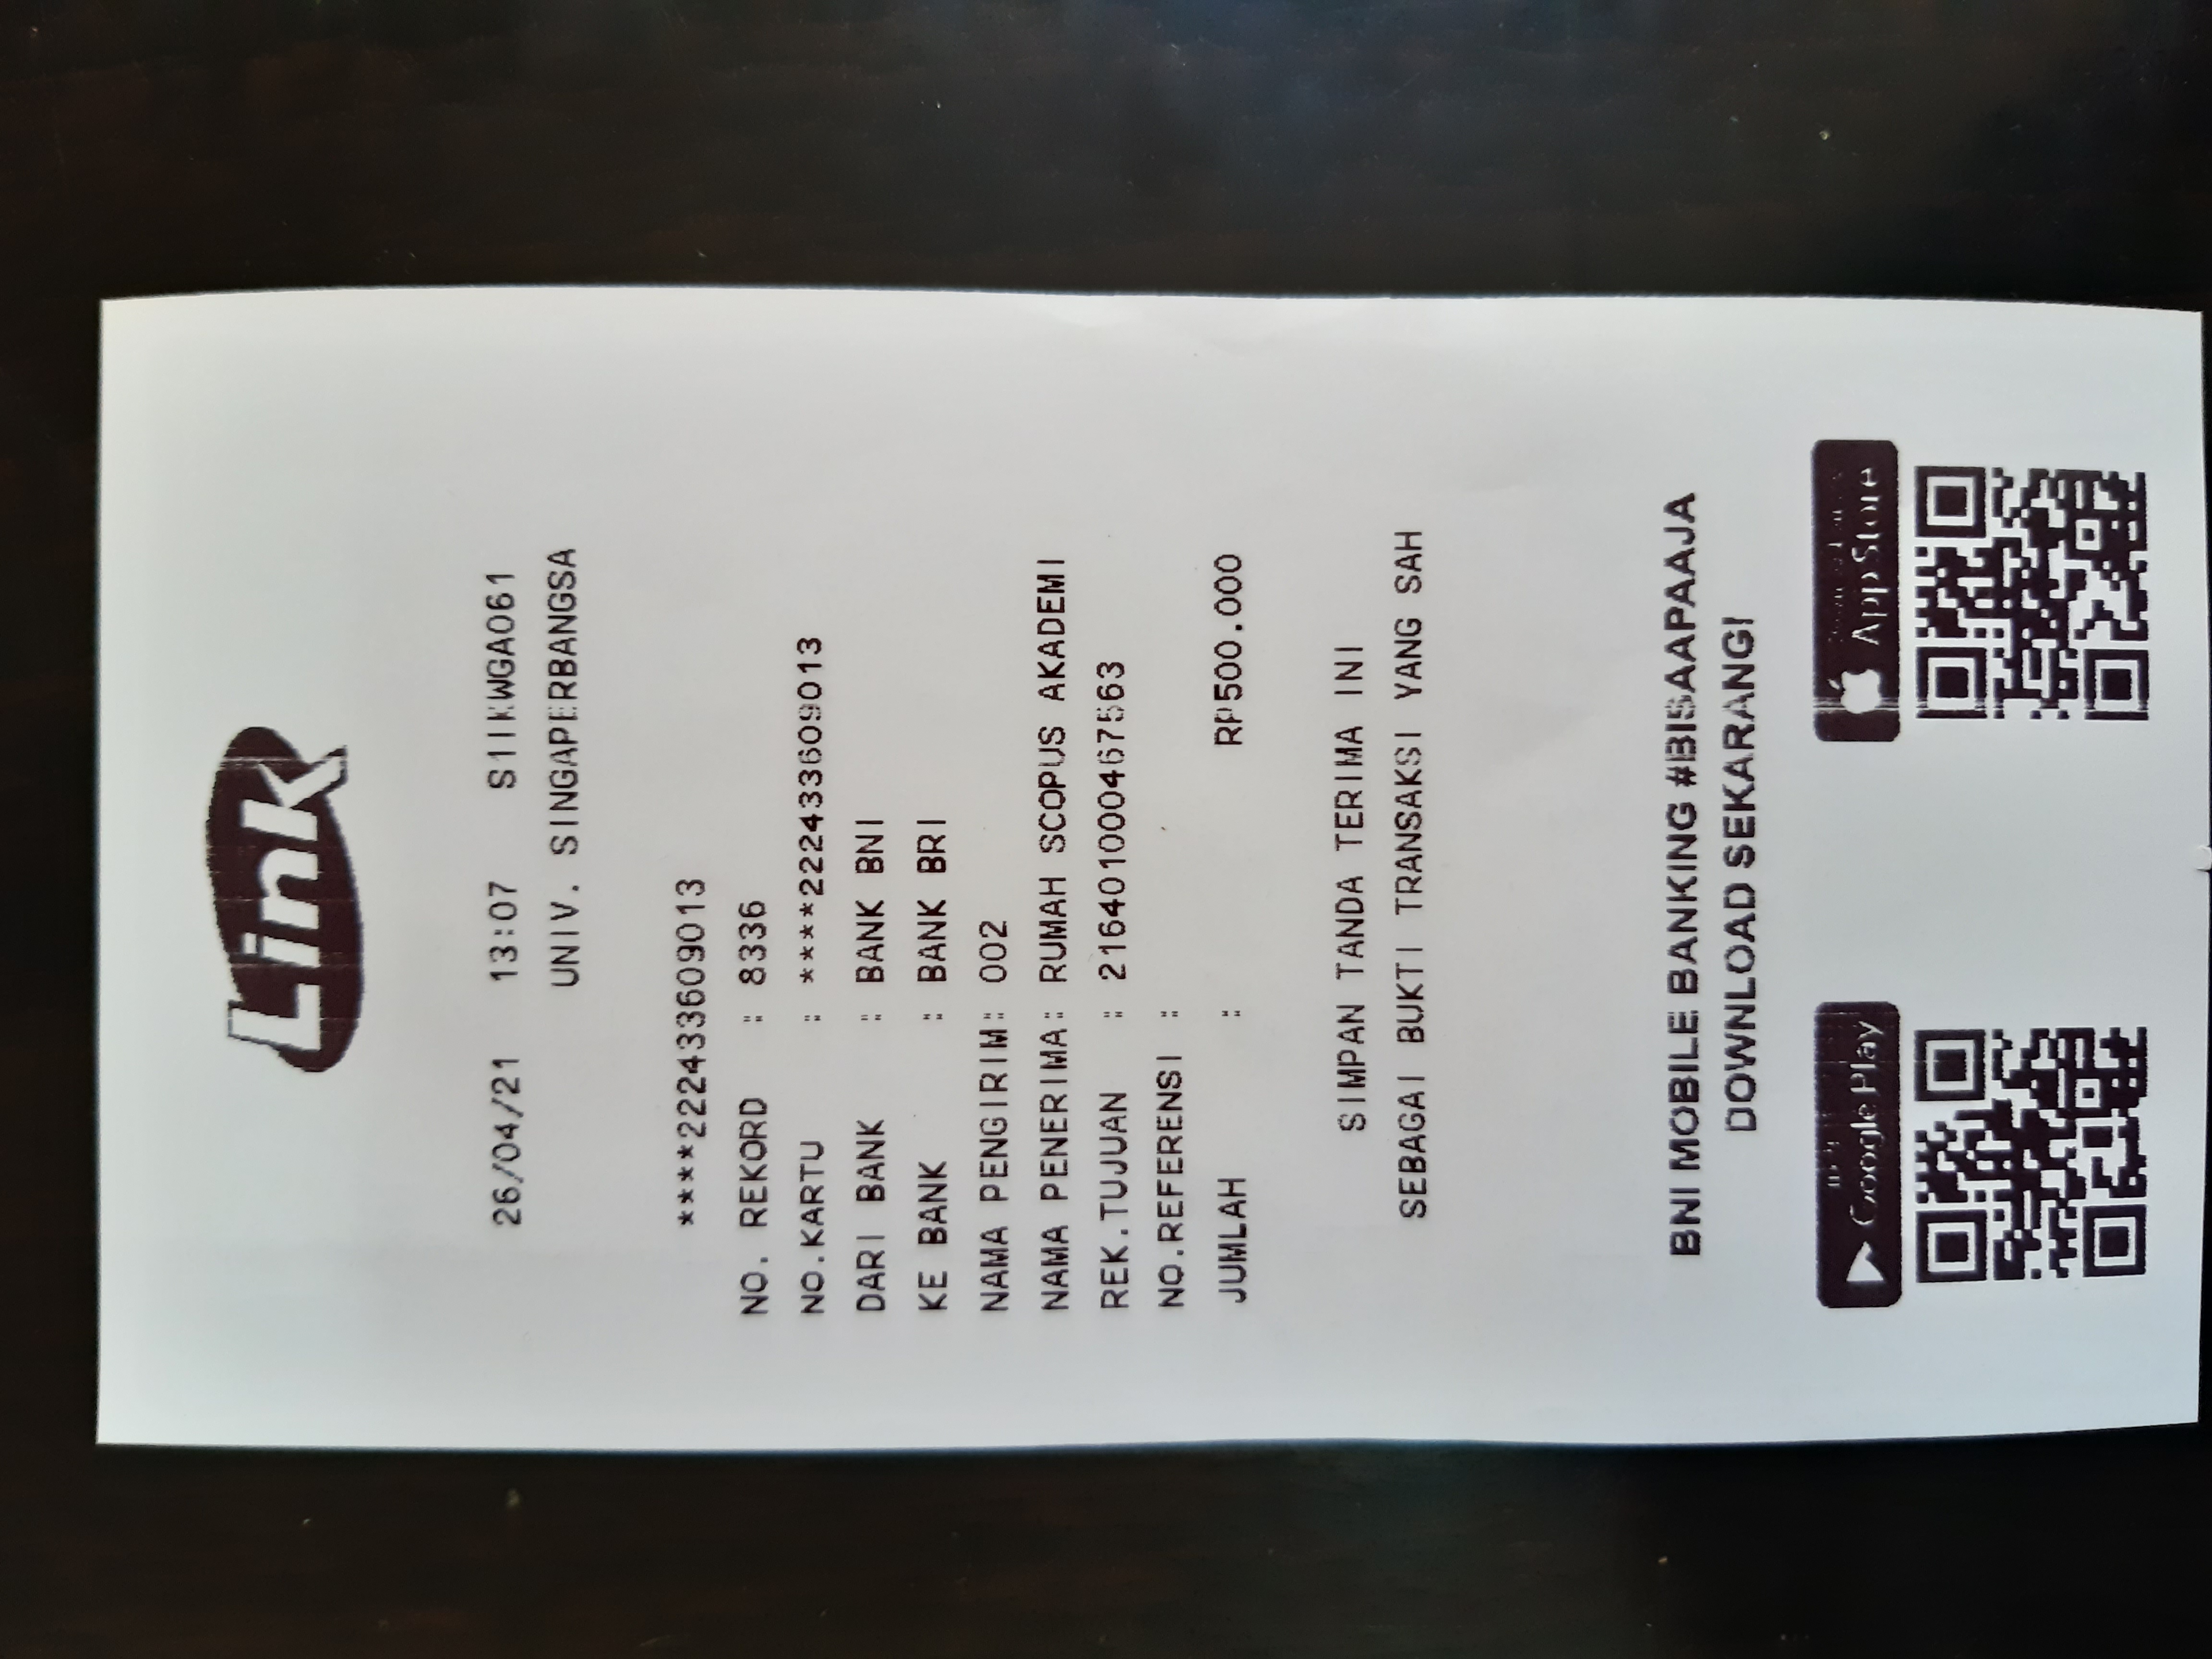 Link
26/04/21 13:07 S1IKWGA061
UNIV. SINGAPERBANGSA
****222433609013
NO. REKORD : 8336
NO.KARTU : ****222433609013
DARI BANK : BANK BNI
KE BANK : BANK BRI
NAMA PENGIRIM: 002
NAMA PENERIMA: RUMAH SCOPUS AKADEMI
REK.TUJUAN : 216401000467563
NO.REFERENSI :
JUMLAH : RP500.000
SIMPAN TANDA TERIMA INI
SEBAGAI BUKTI TRANSAKSI YANG SAH
BNI MOBILE BANKING #BISAAPAAJA
DOWNLOAD SEKARANG!
Google Play
App Store